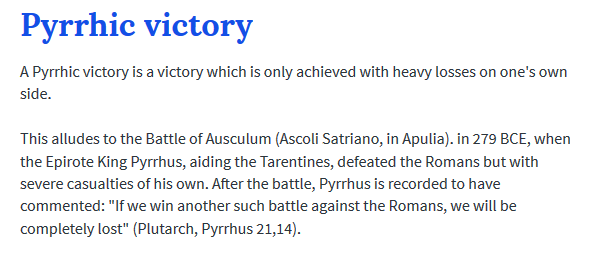 Pyrrhic victory
A Pyrrhic victory is a victory which is only achieved with heavy losses on one's own
side.
This alludes to the Battle of Ausculum (Ascoli Satriano, in Apulia). in 279 BCE, when
the Epirote King Pyrrhus, aiding the Tarentines, defeated the Romans but with
severe casualties of his own. After the battle, Pyrrhus is recorded to have
commented: "If we win another such battle against the Romans, we will be
completely lost" (Plutarch, Pyrrhus 21,14).